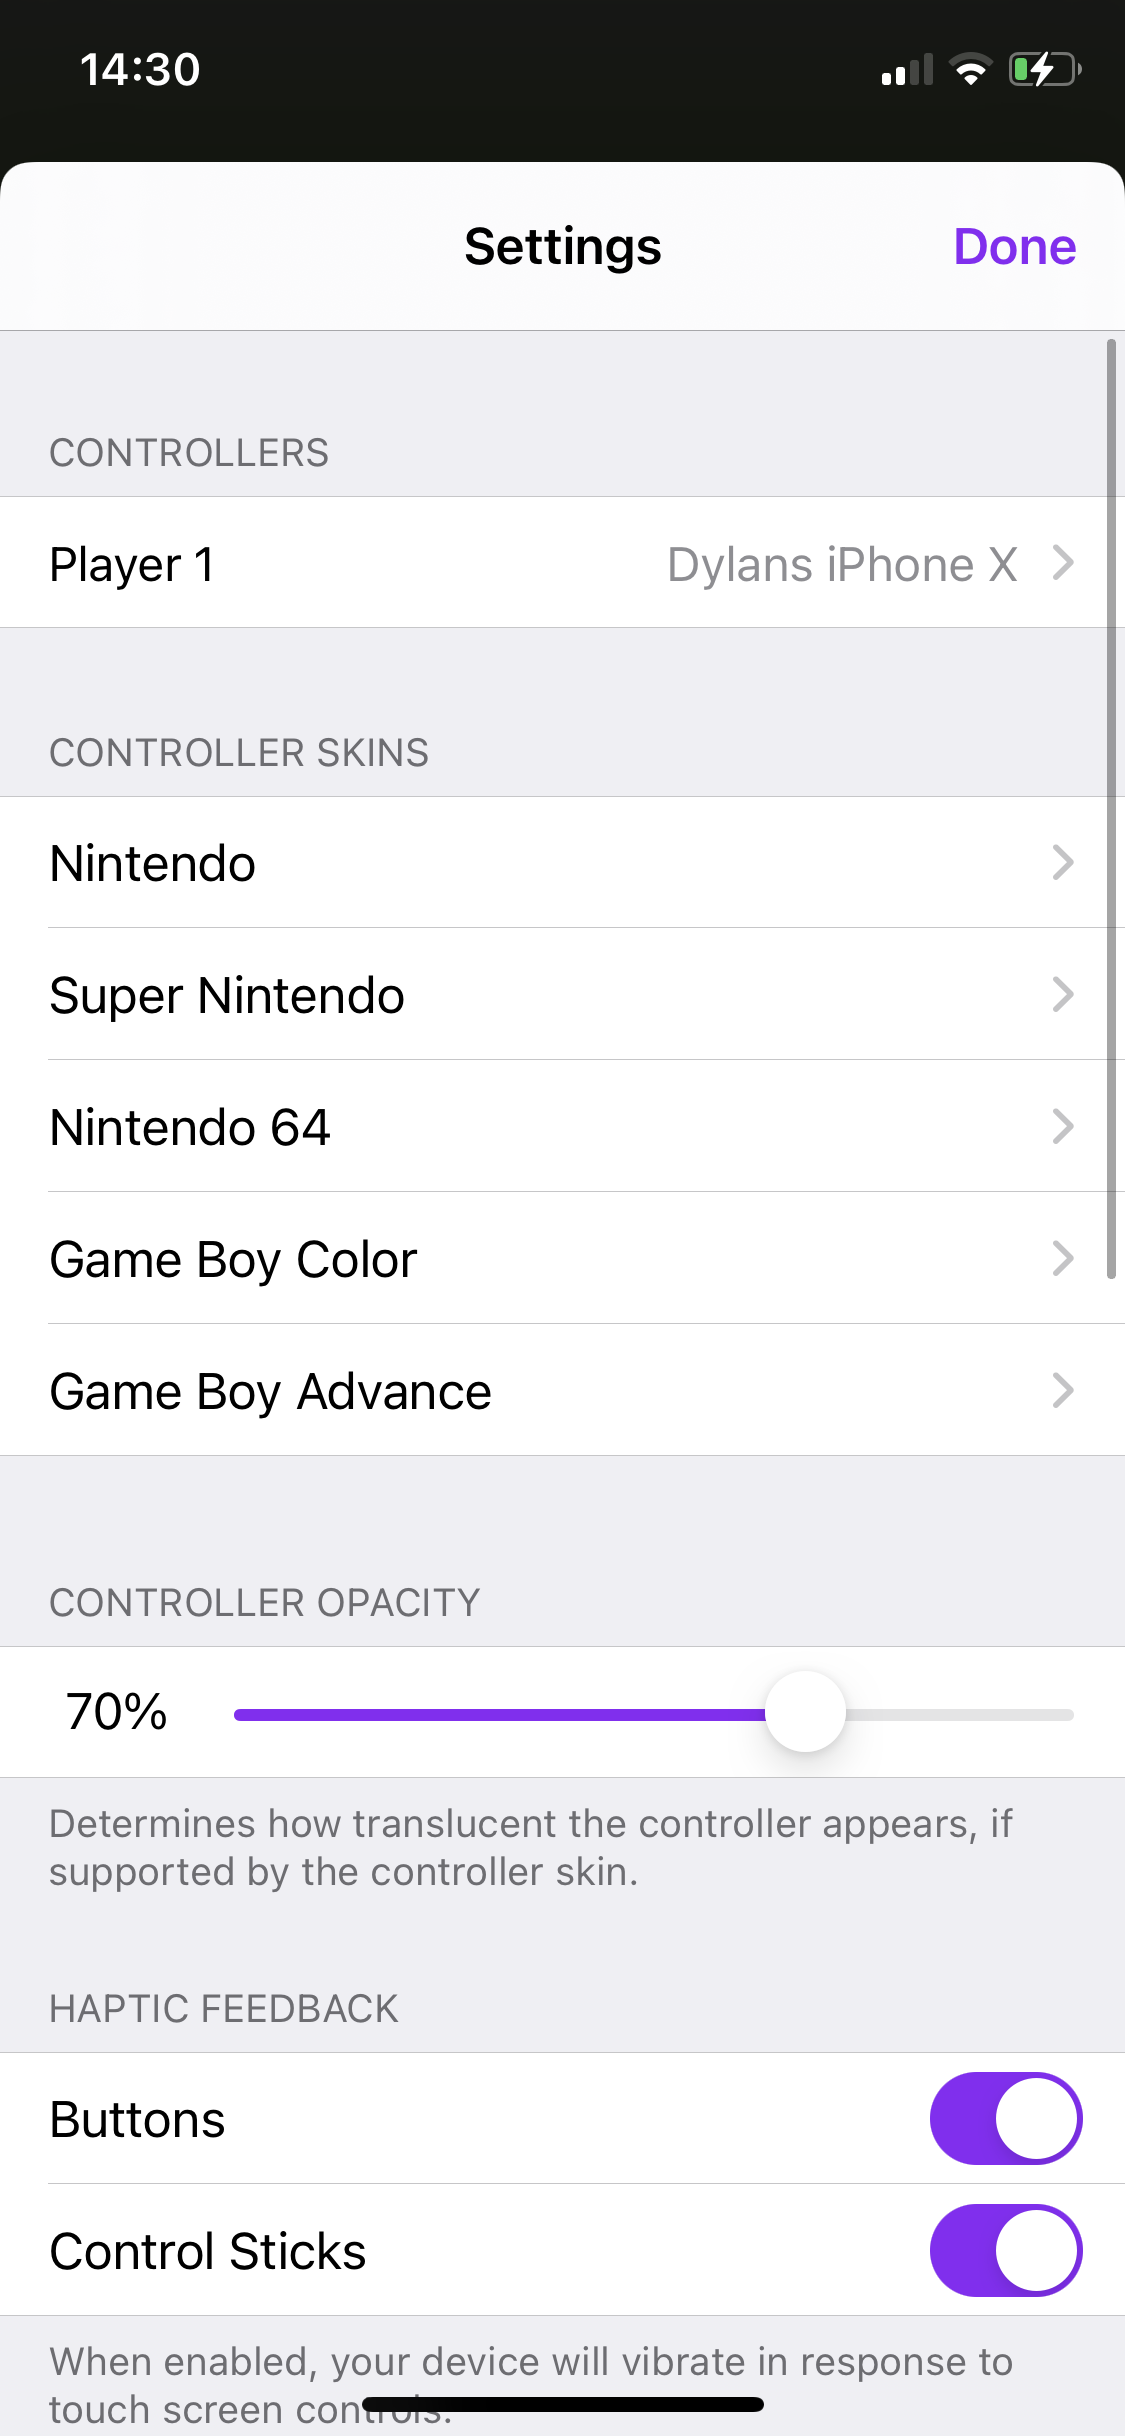 14:30
Settings
Done
CONTROLLERS
Player 1
Dylans iPhone X
CONTROLLER SKINS
Nintendo
Super Nintendo
Nintendo 64
Game Boy Color
Game Boy Advance
CONTROLLER OPACITY
70%
Determines how translucent the controller appears, if
supported by the controller skin.
HAPTIC FEEDBACK
Buttons
Control Sticks
When enabled, your device will vibrate in response to
touch screen controls.